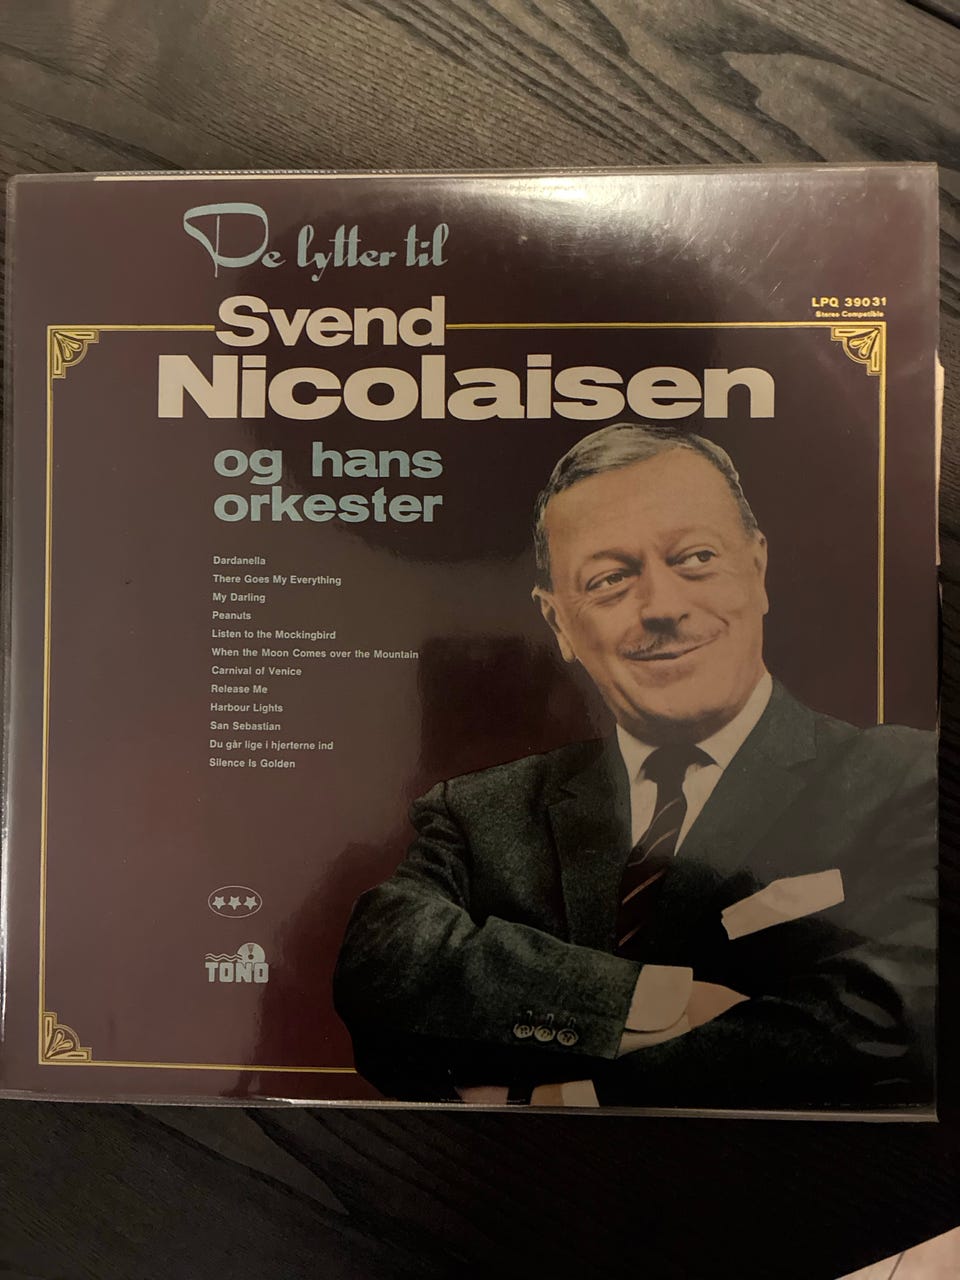 De lytter til
LPQ 39031
Stereo Compatible
Svend
Nicolaisen
og hans
orkester
Dardanella
There Goes My Everything
My Darling
Peanuts
Listen to the Mockingbird
When the Moon Comes over the Mountain
Carnival of Venice
Release Me
Harbour Lights
San Sebastian
Du går lige i hjerterne ind
Silence Is Golden
TONO